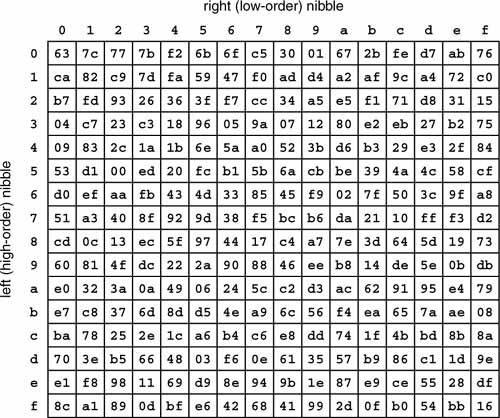 right (low-order) nibble
0 1 2 3 4 5 6 7 8 9 a b c d e f
left (high-order) nibble
0 63 7c 77 7b f2 6b 6f c5 30 01 67 2b fe d7 ab 76
1 ca 82 c9 7d fa 59 47 f0 ad d4 a2 af 9c a4 72 c0
2 b7 fd 93 26 36 3f f7 cc 34 a5 e5 f1 71 d8 31 15
3 04 c7 23 c3 18 96 05 9a 07 12 80 e2 eb 27 b2 75
4 09 83 2c 1a 1b 6e 5a a0 52 3b d6 b3 29 e3 2f 84
5 53 d1 00 ed 20 fc b1 5b 6a cb be 39 4a 4c 58 cf
6 d0 ef aa fb 43 4d 33 85 45 f9 02 7f 50 3c 9f a8
7 51 a3 40 8f 92 9d 38 f5 bc b6 da 21 10 ff f3 d2
8 cd 0c 13 ec 5f 97 44 17 c4 a7 7e 3d 64 5d 19 73
9 60 81 4f dc 22 2a 90 88 46 ee b8 14 de 5e 0b db
a e0 32 3a 0a 49 06 24 5c c2 d3 ac 62 91 95 e4 79
b e7 c8 37 6d 8d d5 4e a9 6c 56 f4 ea 65 7a ae 08
c ba 78 25 2e 1c a6 b4 c6 e8 dd 74 1f 4b bd 8b 8a
d 70 3e b5 66 48 03 f6 0e 61 35 57 b9 86 c1 1d 9e
e e1 f8 98 11 69 d9 8e 94 9b 1e 87 e9 ce 55 28 df
f 8c a1 89 0d bf e6 42 68 41 99 2d 0f b0 54 bb 16